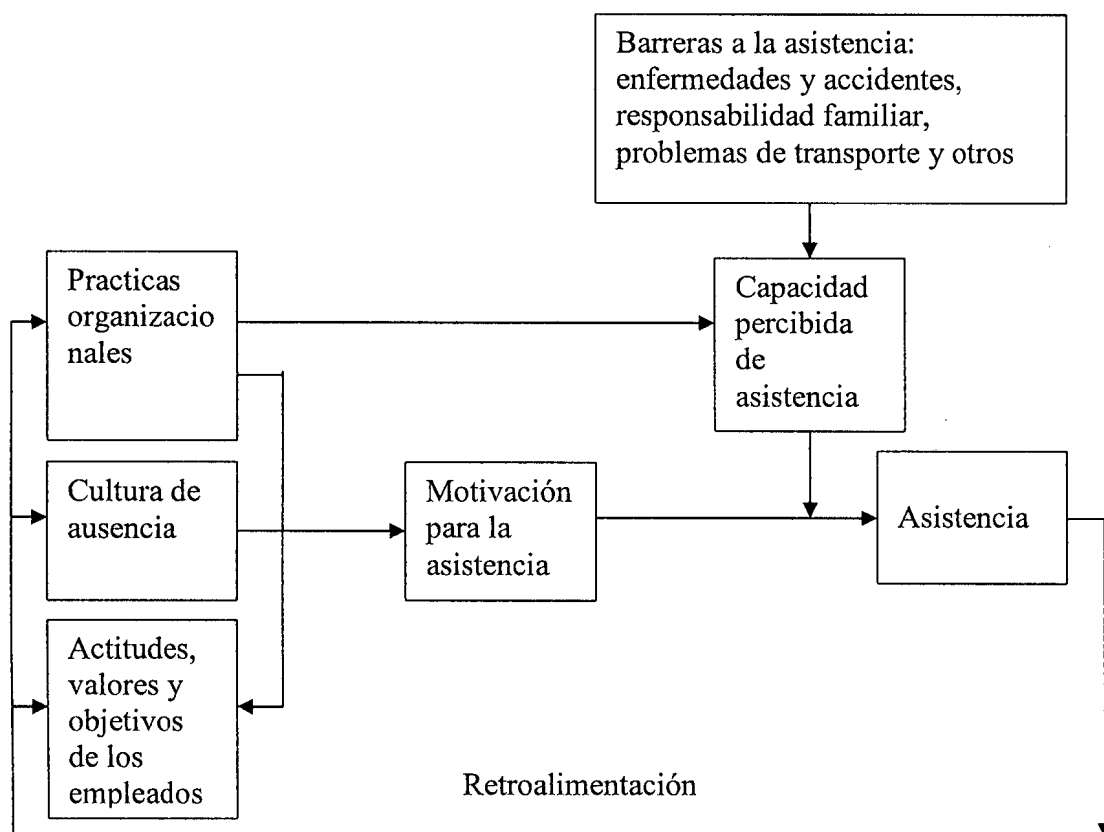 Barreras a la asistencia:
enfermedades y accidentes,
responsabilidad familiar,
problemas de transporte y otros
Practicas
organizacio
nales
Capacidad
percibida
de
asistencia
Cultura de
ausencia
Motivación
para la
asistencia
Asistencia
Actitudes,
valores y
objetivos
de los
empleados
Retroalimentación